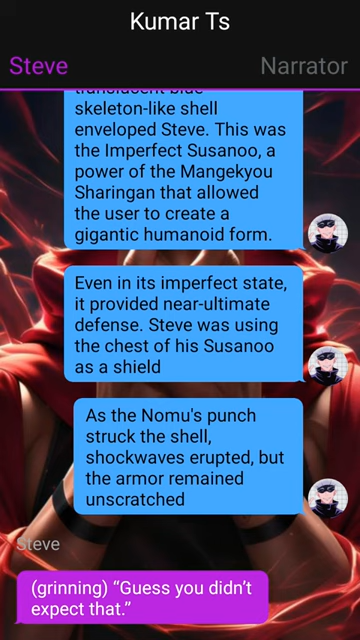 Kumar Ts
Steve
Narrator
translucent blue
skeleton-like shell
enveloped Steve. This was
the Imperfect Susanoo, a
power of the Mangekyou
Sharingan that allowed
the user to create a
gigantic humanoid form.
Even in its imperfect state,
it provided near-ultimate
defense. Steve was using
the chest of his Susanoo
as a shield
As the Nomu's punch
struck the shell,
shockwaves erupted, but
the armor remained
unscratched
Steve
(grinning) “Guess you didn’t
expect that.”